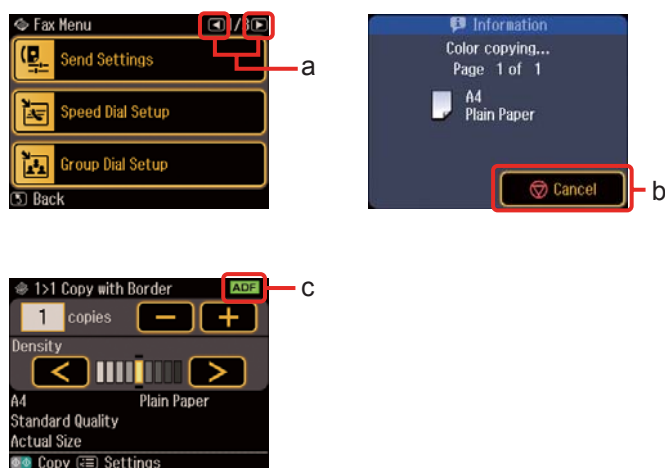 Fax Menu 1/3
Send Settings
a
Speed Dial Setup
Group Dial Setup
Back
Information
Color copying...
Page 1 of 1
A4
Plain Paper
Cancel
b
1>1 Copy with Border ADF
c
1 copies
Density
A4 Plain Paper
Standard Quality
Actual Size
Copy Settings